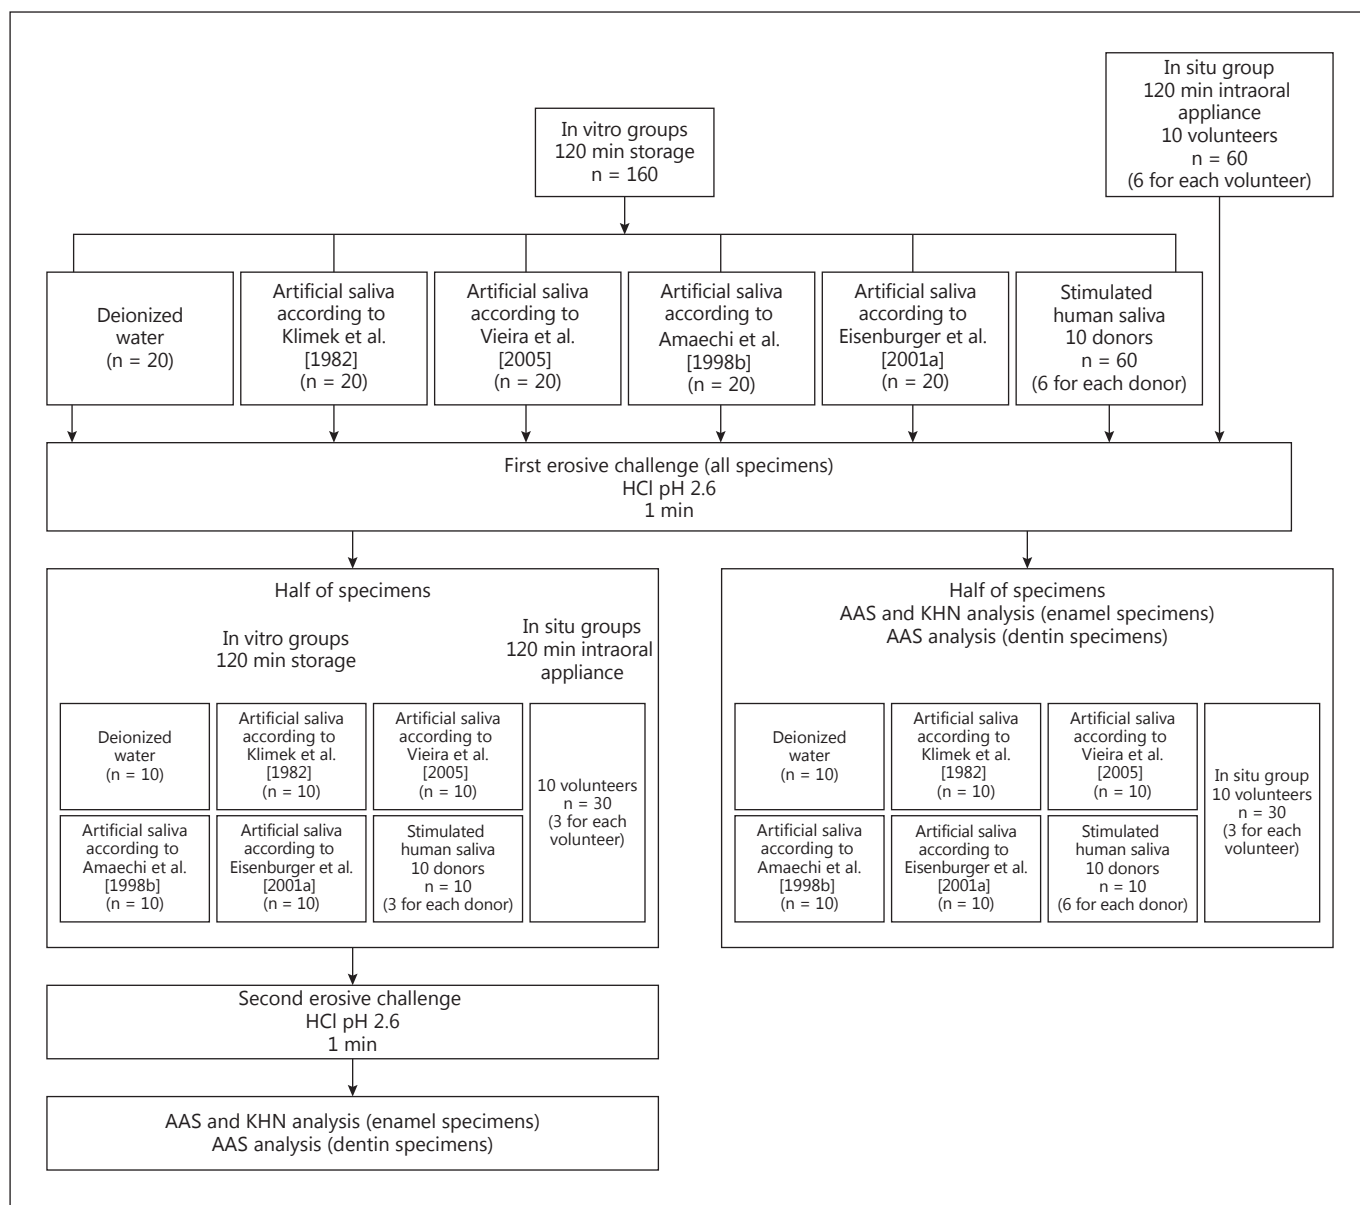 In situ group
120 min intraoral
appliance
10 volunteers
n = 60
(6 for each volunteer)
In vitro groups
120 min storage
n = 160
Deionized
water
(n = 20)
Artificial saliva
according to
Klimek et al.
[1982]
(n = 20)
Artificial saliva
according to
Vieira et al.
[2005]
(n = 20)
Artificial saliva
according to
Amaechi et al.
[1998b]
(n = 20)
Artificial saliva
according to
Eisenburger et al.
[2001a]
(n = 20)
Stimulated
human saliva
10 donors
n = 60
(6 for each donor)
First erosive challenge (all specimens)
HCl pH 2.6
1 min
Half of specimens
In vitro groups
120 min storage
In situ groups
120 min intraoral
appliance
Deionized
water
(n = 10)
Artificial saliva
according to
Klimek et al.
[1982]
(n = 10)
Artificial saliva
according to
Vieira et al.
[2005]
(n = 10)
10 volunteers
n = 30
(3 for each
volunteer)
Artificial saliva
according to
Amaechi et al.
[1998b]
(n = 10)
Artificial saliva
according to
Eisenburger et al.
[2001a]
(n = 10)
Stimulated
human saliva
10 donors
n = 10
(3 for each donor)
Half of specimens
AAS and KHN analysis (enamel specimens)
AAS analysis (dentin specimens)
Deionized
water
(n = 10)
Artificial saliva
according to
Klimek et al.
[1982]
(n = 10)
Artificial saliva
according to
Vieira et al.
[2005]
(n = 10)
In situ group
10 volunteers
n = 30
(3 for each
volunteer)
Artificial saliva
according to
Amaechi et al.
[1998b]
(n = 10)
Artificial saliva
according to
Eisenburger et al.
[2001a]
(n = 10)
Stimulated
human saliva
10 donors
n = 10
(6 for each donor)
Second erosive challenge
HCl pH 2.6
1 min
AAS and KHN analysis (enamel specimens)
AAS analysis (dentin specimens)